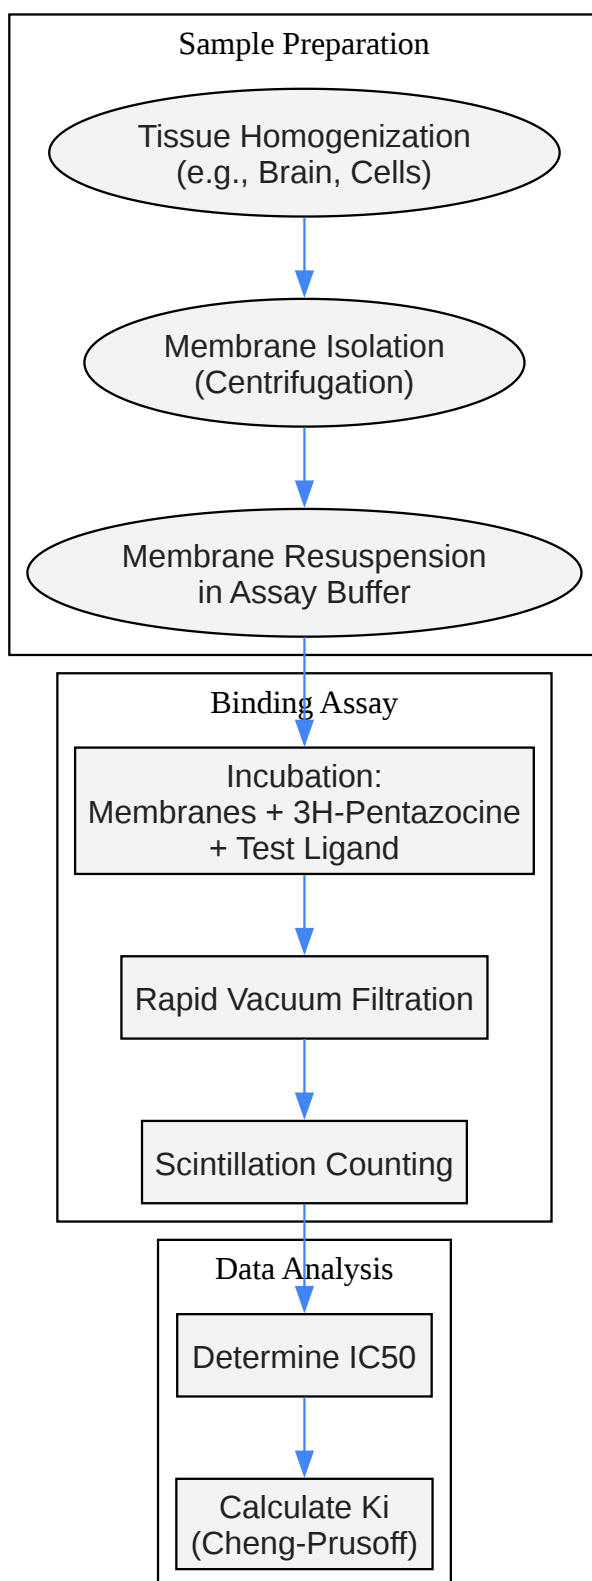 Sample Preparation
Tissue Homogenization
(e.g., Brain, Cells)
Membrane Isolation
(Centrifugation)
Membrane Resuspension
in Assay Buffer
Binding Assay
Incubation:
Membranes + 3H-Pentazocine
+ Test Ligand
Rapid Vacuum Filtration
Scintillation Counting
Data Analysis
Determine IC50
Calculate Ki
(Cheng-Prusoff)